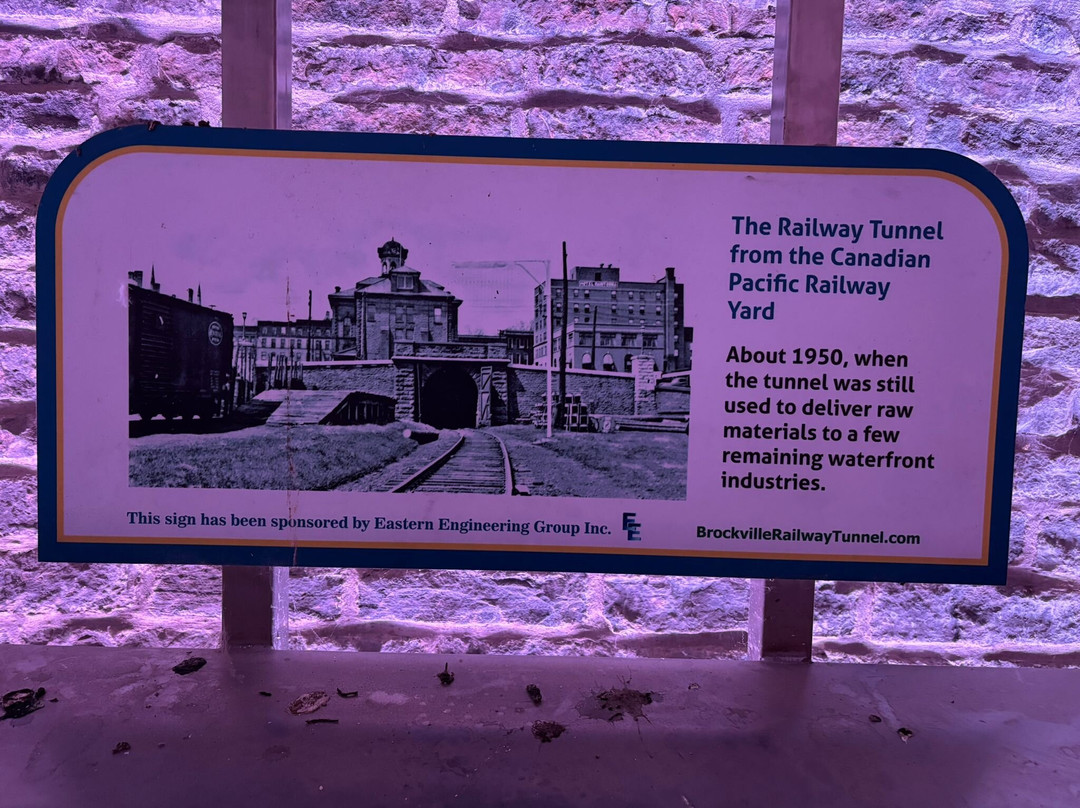 The Railway Tunnel
from the Canadian
Pacific Railway
Yard
About 1950, when
the tunnel was still
used to deliver raw
materials to a few
remaining waterfront
industries.
This sign has been sponsored by Eastern Engineering Group Inc.
BrockvilleRailwayTunnel.com